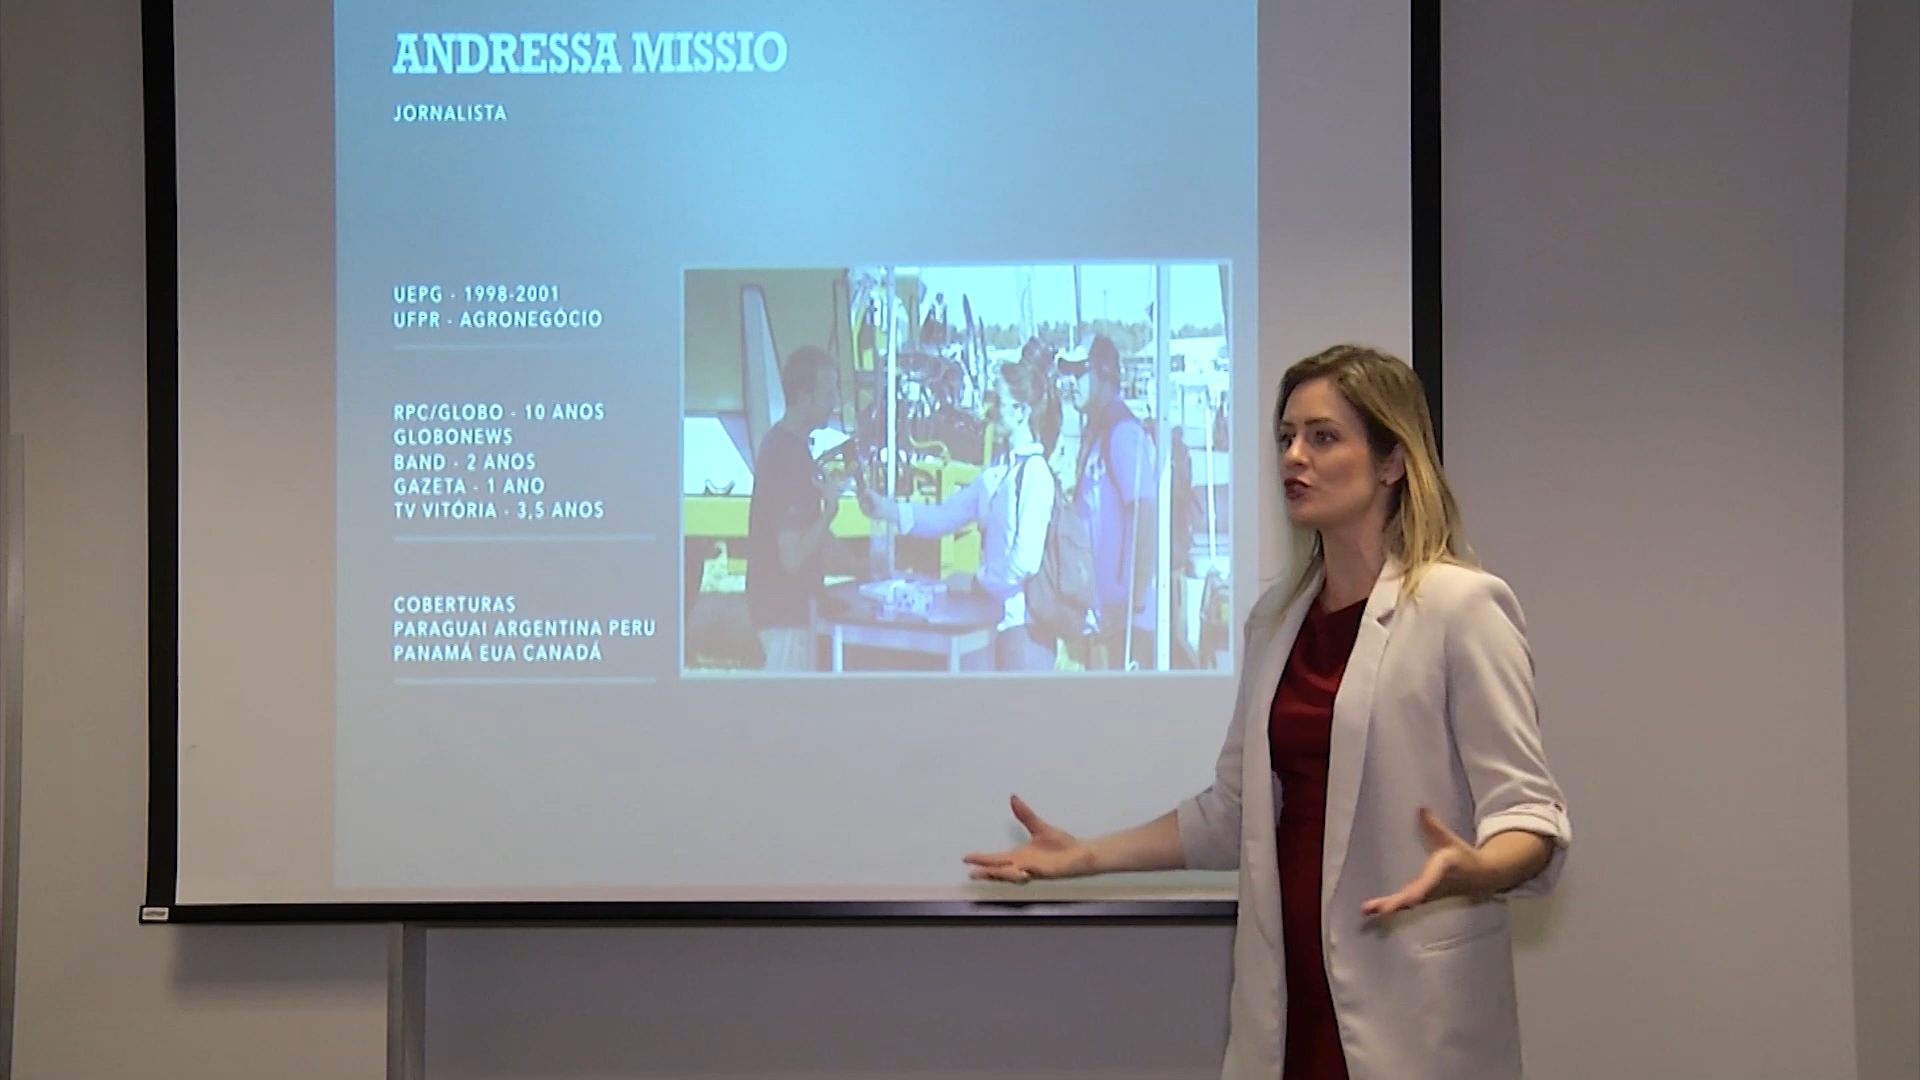 ANDRESSA MISSIO
JORNALISTA
UEPG - 1998-2001
UFPR - AGRONEGÓCIO
RPC/GLOBO - 10 ANOS
GLOBONEWS
BAND - 2 ANOS
GAZETA - 1 ANO
TV VITÓRIA - 3,5 ANOS
COBERTURAS
PARAGUAI ARGENTINA PERU
PANAMÁ EUA CANADÁ